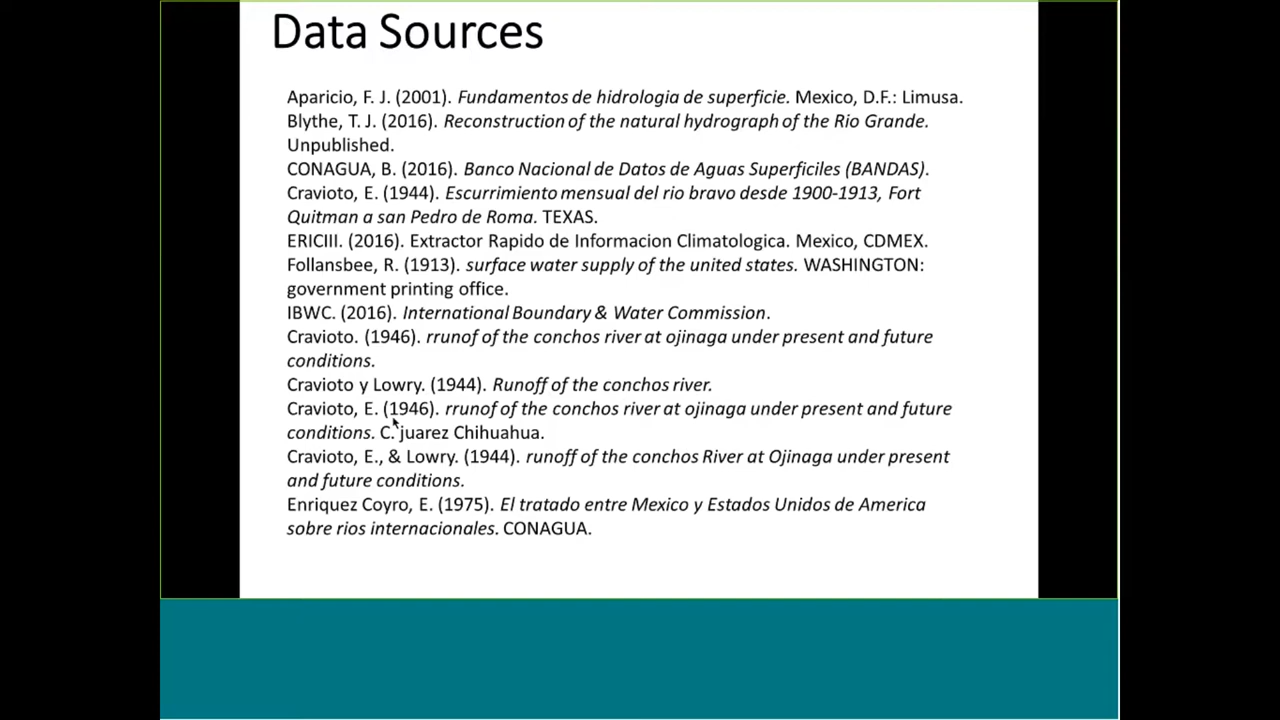 Data Sources
Aparicio, F. J. (2001). Fundamentos de hidrologia de superficie. Mexico, D.F.: Limusa.
Blythe, T. J. (2016). Reconstruction of the natural hydrograph of the Rio Grande.
Unpublished.
CONAGUA, B. (2016). Banco Nacional de Datos de Aguas Superficiles (BANDAS).
Cravioto, E. (1944). Escurrimiento mensual del rio bravo desde 1900-1913, Fort
Quitman a san Pedro de Roma. TEXAS.
ERICIII. (2016). Extractor Rapido de Informacion Climatologica. Mexico, CDMEX.
Follansbee, R. (1913). surface water supply of the united states. WASHINGTON:
government printing office.
IBWC. (2016). International Boundary & Water Commission.
Cravioto. (1946). rrunof of the conchos river at ojinaga under present and future
conditions.
Cravioto y Lowry. (1944). Runoff of the conchos river.
Cravioto, E. (1946). rrunof of the conchos river at ojinaga under present and future
conditions. C. juarez Chihuahua.
Cravioto, E., & Lowry. (1944). runoff of the conchos River at Ojinaga under present
and future conditions.
Enriquez Coyro, E. (1975). El tratado entre Mexico y Estados Unidos de America
sobre rios internacionales. CONAGUA.